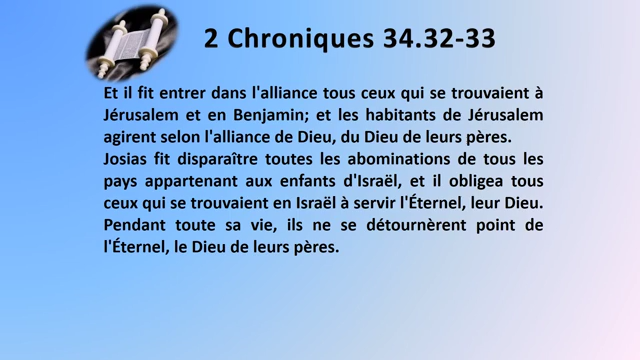 2 Chroniques 34.32-33
Et il fit entrer dans l'alliance tous ceux qui se trouvaient à
Jérusalem et en Benjamin; et les habitants de Jérusalem
agirent selon l'alliance de Dieu, du Dieu de leurs pères.
Josias fit disparaître toutes les abominations de tous les
pays appartenant aux enfants d'Israël, et il obligea tous
ceux qui se trouvaient en Israël à servir l'Éternel, leur Dieu.
Pendant toute sa vie, ils ne se détournèrent point de
l'Éternel, le Dieu de leurs pères.